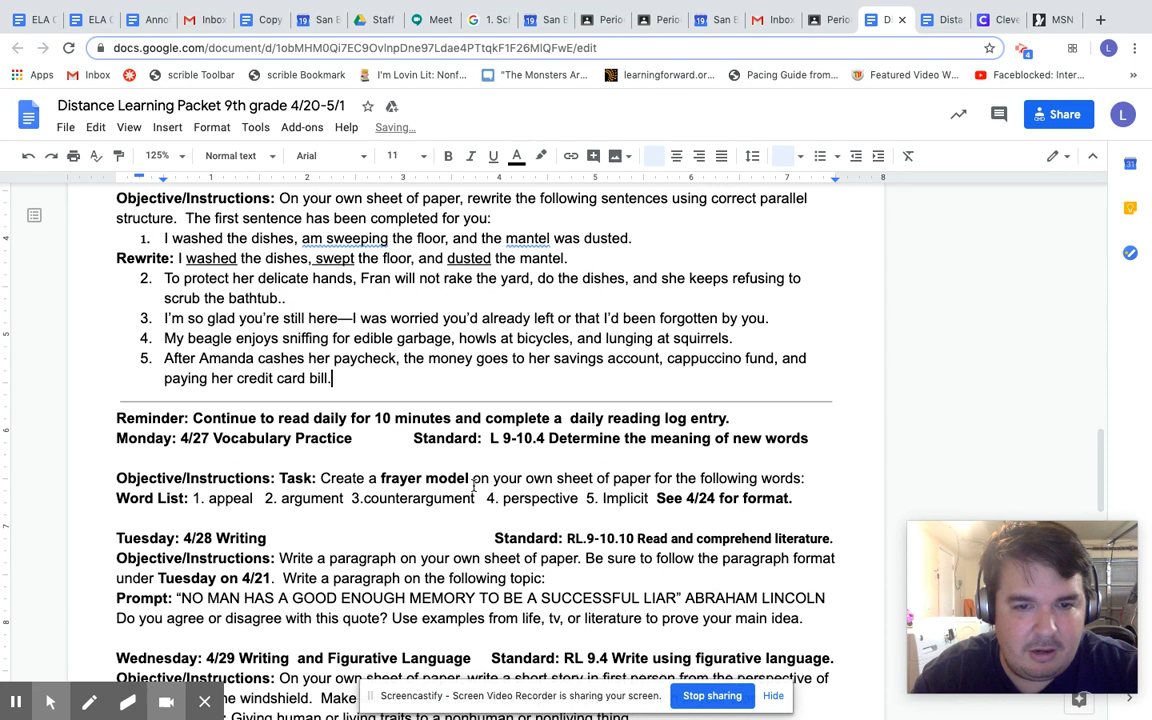 ELA C
ELA C
Anno
Inbox
Copy
San E
Staff
Meet
1. Sc
San E
Perio
Perio
San E
Inbox
Perio
D
Dista
Cleve
MSN
docs.google.com/document/d/1obMHM0Qi7EC9OvlnpDne97Ldae4PTtqkF1F26MlQFwE/edit
4
L
Apps
Inbox
scrible Toolbar
scrible Bookmark
I'm Lovin Lit: Nonf...
"The Monsters Ar...
learningforward.or...
Pacing Guide from...
Featured Video W...
Faceblocked: Inter...
»
Distance Learning Packet 9th grade 4/20-5/1
File Edit View Insert Format Tools Add-ons Help Saving...
Share
L
125% Normal text Arial 11 B I U A
1 2 3 4 5 6 7 8
Objective/Instructions: On your own sheet of paper, rewrite the following sentences using correct parallel
structure. The first sentence has been completed for you:
1. I washed the dishes, am sweeping the floor, and the mantel was dusted.
Rewrite: I washed the dishes, swept the floor, and dusted the mantel.
2. To protect her delicate hands, Fran will not rake the yard, do the dishes, and she keeps refusing to
scrub the bathtub..
3. I'm so glad you're still here—I was worried you'd already left or that I'd been forgotten by you.
4. My beagle enjoys sniffing for edible garbage, howls at bicycles, and lunging at squirrels.
5. After Amanda cashes her paycheck, the money goes to her savings account, cappuccino fund, and
paying her credit card bill.
Reminder: Continue to read daily for 10 minutes and complete a daily reading log entry.
Monday: 4/27 Vocabulary Practice Standard: L 9-10.4 Determine the meaning of new words
Objective/Instructions: Task: Create a frayer model on your own sheet of paper for the following words:
Word List: 1. appeal 2. argument 3.counterargument 4. perspective 5. Implicit See 4/24 for format.
Tuesday: 4/28 Writing Standard: RL.9-10.10 Read and comprehend literature.
Objective/Instructions: Write a paragraph on your own sheet of paper. Be sure to follow the paragraph format
under Tuesday on 4/21. Write a paragraph on the following topic:
Prompt: “NO MAN HAS A GOOD ENOUGH MEMORY TO BE A SUCCESSFUL LIAR” ABRAHAM LINCOLN
Do you agree or disagree with this quote? Use examples from life, tv, or literature to prove your main idea.
Wednesday: 4/29 Writing and Figurative Language Standard: RL 9.4 Write using figurative language.
Objective/Instructions: On your own sheet of paper, write a short story in first person from the perspective of
the windshield. Make
Screencastify - Screen Video Recorder is sharing your screen.
Stop sharing
Hide
: Giving human or living traits to a nonhuman or nonliving thing